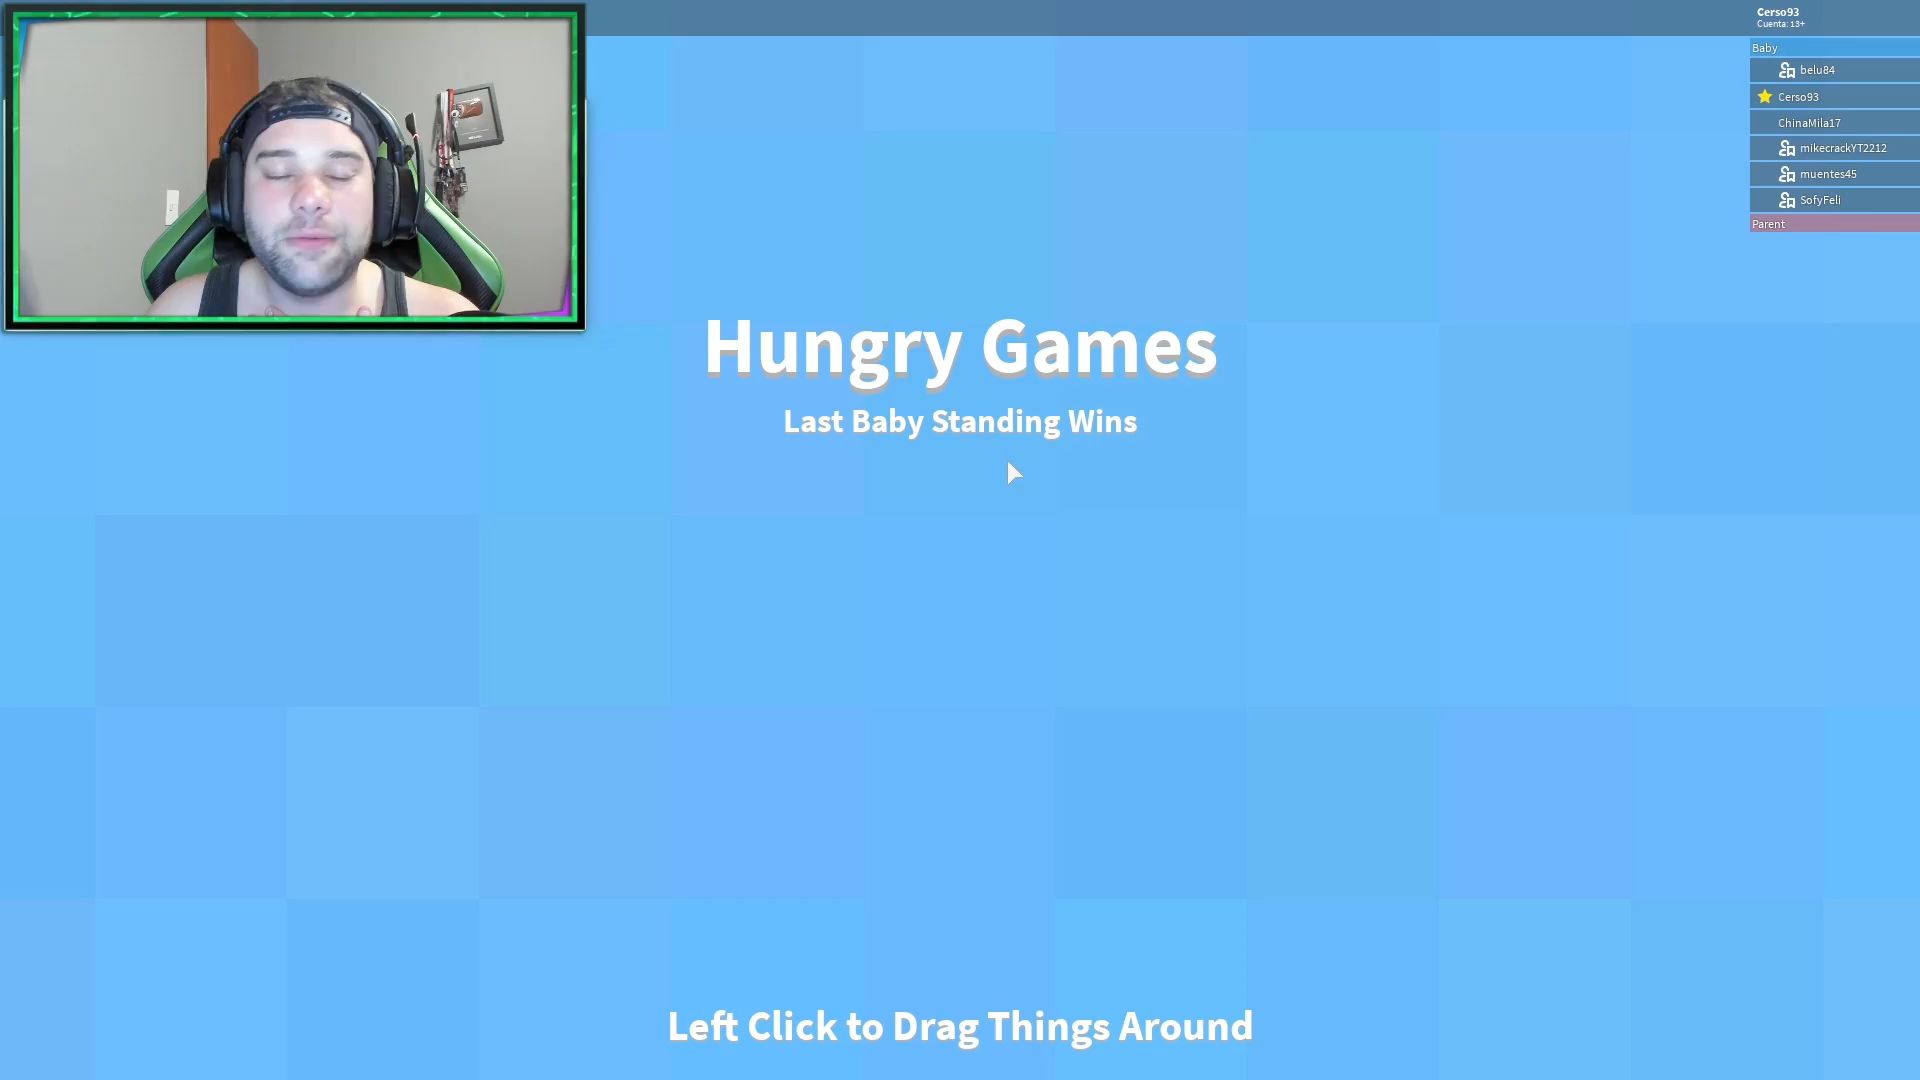 Cerso93
Cuenta: 13+
Baby
belu84
Cerso93
ChinaMila17
mikecrackYT2212
muentes45
SofyFeli
Parent
Hungry Games
Last Baby Standing Wins
Left Click to Drag Things Around